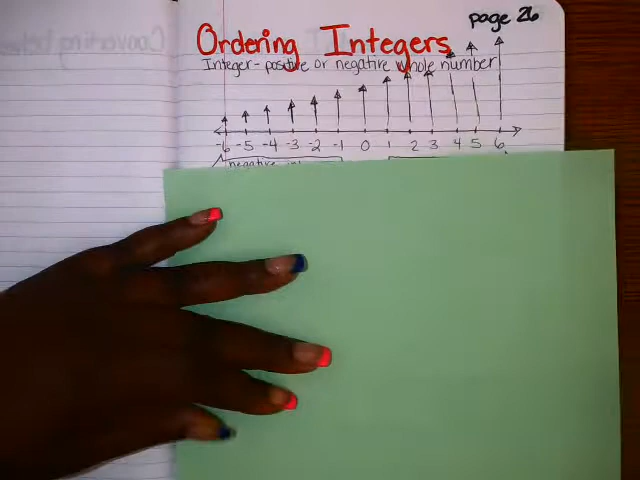 page 26
Ordering Integers
Integer - positive or negative whole number
-6 -5 -4 -3 -2 -1 0 1 2 3 4 5 6
negative